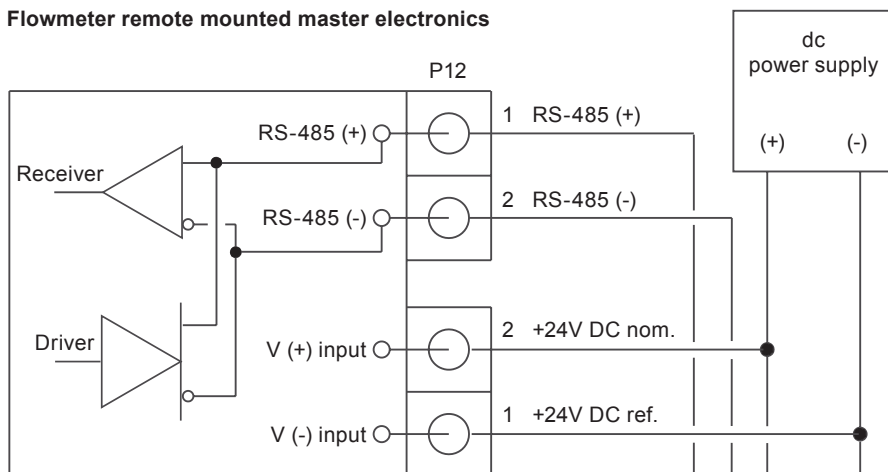 Flowmeter remote mounted master electronics
dc
power supply
(+) (-)
P12
RS-485 (+)
1 RS-485 (+)
Receiver
RS-485 (-)
2 RS-485 (-)
Driver
V (+) input
2 +24V DC nom.
V (-) input
1 +24V DC ref.